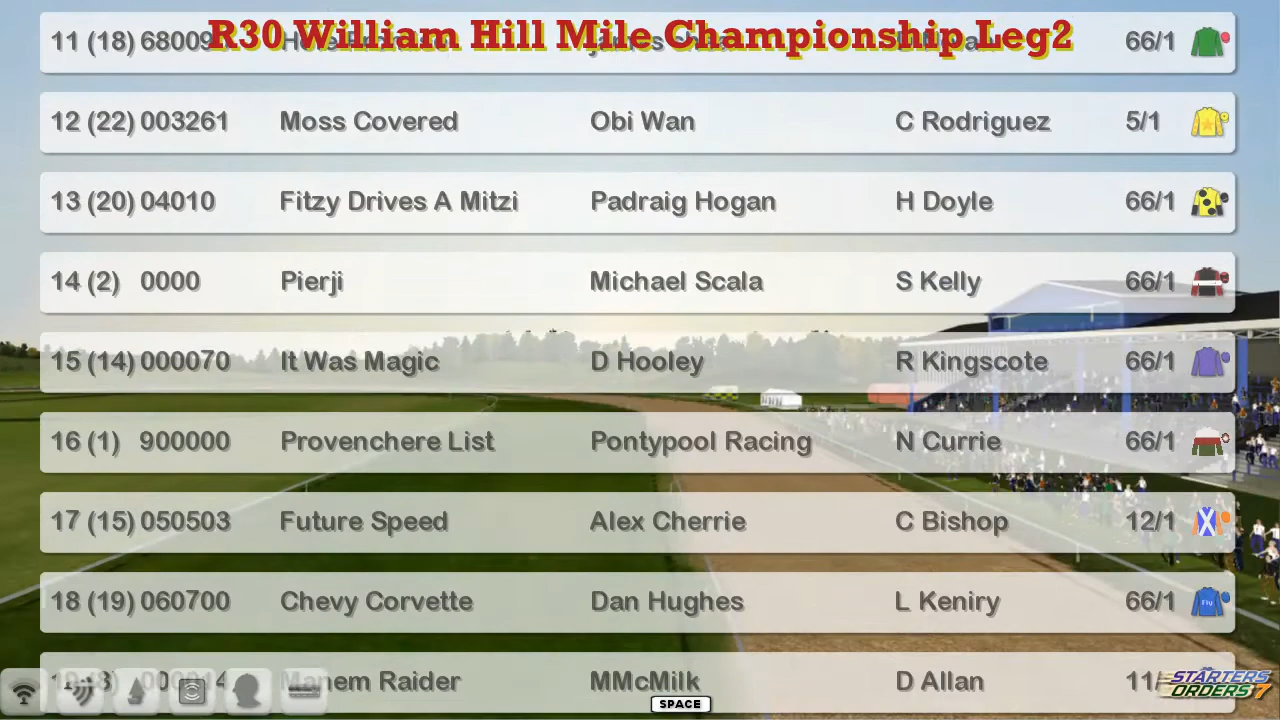 R30 William Hill Mile Championship Leg2
11 (18) 68009 66/1
12 (22) 003261 Moss Covered Obi Wan C Rodriguez 5/1
13 (20) 04010 Fitzy Drives A Mitzi Padraig Hogan H Doyle 66/1
14 (2) 0000 Pierji Michael Scala S Kelly 66/1
15 (14) 000070 It Was Magic D Hooley R Kingscote 66/1
16 (1) 900000 Provenchere List Pontypool Racing N Currie 66/1
17 (15) 050503 Future Speed Alex Cherrie C Bishop 12/1
18 (19) 060700 Chevy Corvette Dan Hughes L Keniry 66/1
Raider MMcMilk D Allan
SPACE
STARTERS ORDERS 7